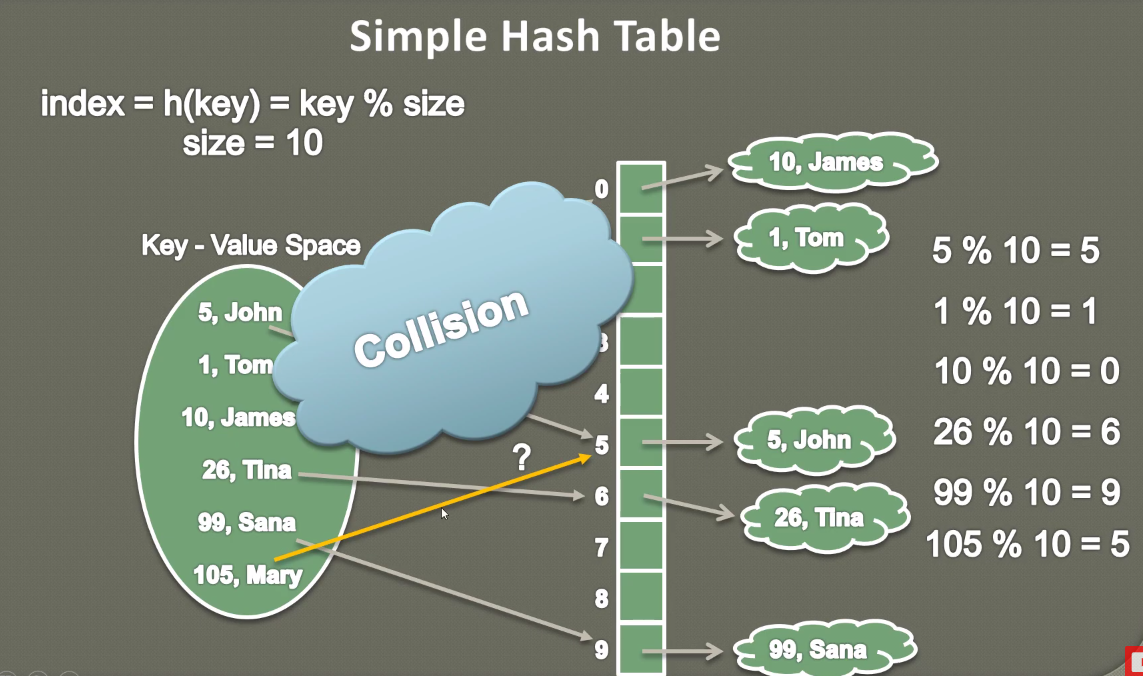 Simple Hash Table
index = h(key) = key % size
size = 10
Key - Value Space
5, John
1, Tom
10, James
26, Tina
99, Sana
105, Mary
Collision
?
0
3
4
5
6
7
8
9
10, James
1, Tom
5, John
26, Tina
99, Sana
5 % 10 = 5
1 % 10 = 1
10 % 10 = 0
26 % 10 = 6
99 % 10 = 9
105 % 10 = 5